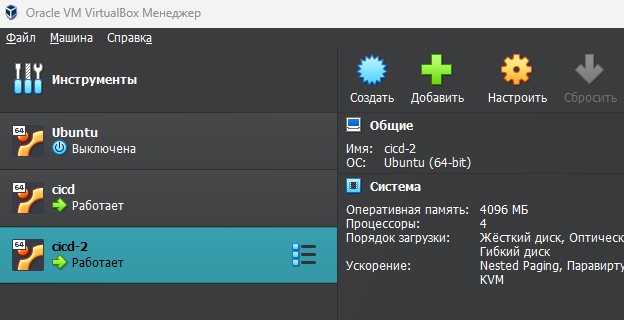 Oracle VM VirtualBox Менеджер
Файл Машина Справка
Инструменты
Создать Добавить Настроить Сбросить
64 Ubuntu
Выключена
64 cicd
Работает
64 cicd-2
Работает
Общие
Имя: cicd-2
ОС: Ubuntu (64-bit)
Система
Оперативная память: 4096 МБ
Процессоры: 4
Порядок загрузки: Жёсткий диск, Оптическ
Гибкий диск
Ускорение: Nested Paging, Паравирту
KVM